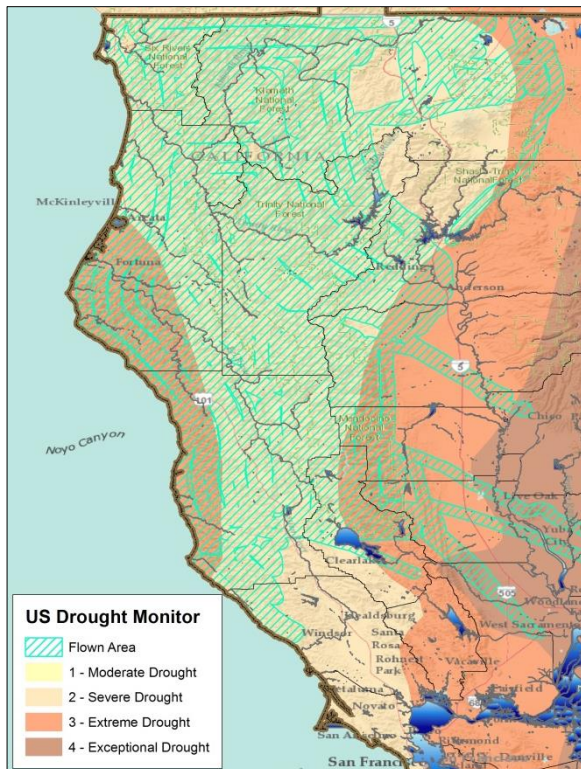 5
Six Rivers
National
Forest
Klamath
National
Forest
CALIFORNIA
Shasta-Trinity
National Forest
McKinleyville
Trinity National
Forest
Arcata
Redding
Fortuna
Anderson
5
101
Mendocino
National
Forest
Chico
Noyo Canyon
Live Oak
Yuba
City
Clearlake
505
Woodland
West Sacramento
Healdsburg
Windsor
Santa
Rosa
Rohnert
Park
Vacaville
Petaluma
Fairfield
Novato
680
San Anselmo
Richmond
San Francisco
Danville
US Drought Monitor
Flown Area
1 - Moderate Drought
2 - Severe Drought
3 - Extreme Drought
4 - Exceptional Drought